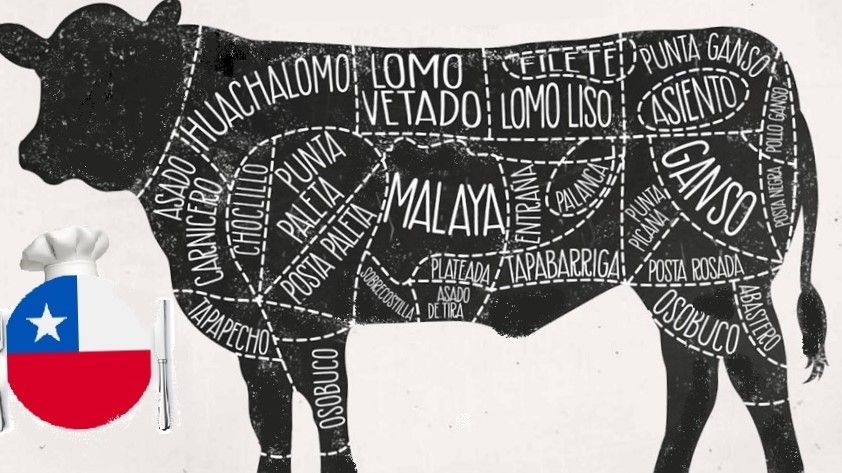 HUACHALOMO
LOMO
VETADO
FILETE
LOMO LISO
PUNTA GANSO
ASIENTO
POLLO GANSO
ASADO
CARNICERO
CHOCLILLO
PUNTA
PALETA
POSTA PALETA
MALAYA
ENTRAÑA
PALANCA
PUNTA
PICANA
GANSO
POSTA NEGRA
SOBRECOSTILLA
PLATEADA
ASADO
DE TIRA
TAPABARRIGA
POSTA ROSADA
TAPAPECHO
OSOBUCO
OSOBUCO
ABASTERO